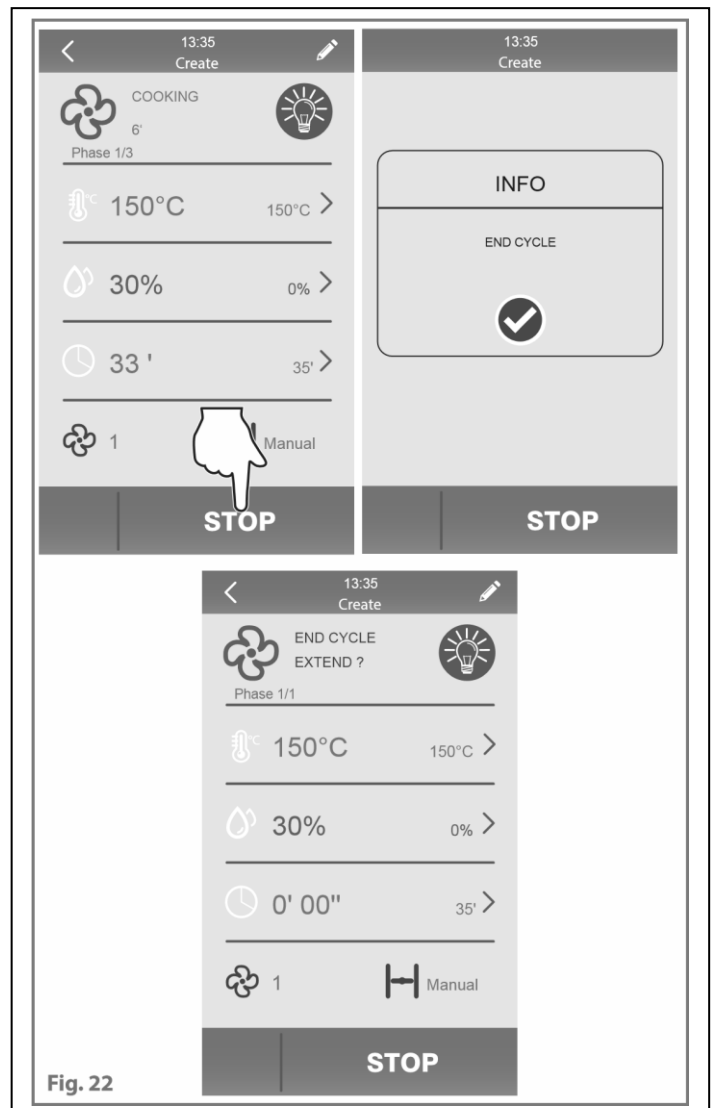 13:35
Create
COOKING
6'
Phase 1/3
°C
150°C 150°C
30% 0%
33 ' 35'
1 Manual
STOP
13:35
Create
INFO
END CYCLE
STOP
13:35
Create
END CYCLE
EXTEND ?
Phase 1/1
°C
150°C 150°C
30% 0%
0' 00" 35'
1 Manual
STOP
Fig. 22